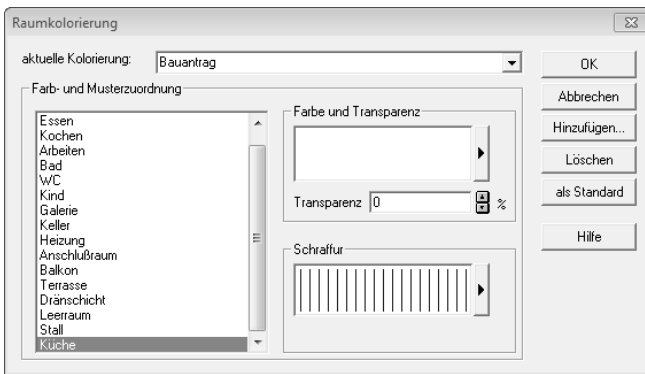 Raumkolorierung
aktuelle Kolorierung:
Bauantrag
Farb- und Musterzuordnung
Essen
Kochen
Arbeiten
Bad
WC
Kind
Galerie
Keller
Heizung
Anschlußraum
Balkon
Terrasse
Dränschicht
Leerraum
Stall
Küche
Farbe und Transparenz
Transparenz 0 %
Schraffur
OK
Abbrechen
Hinzufügen...
Löschen
als Standard
Hilfe